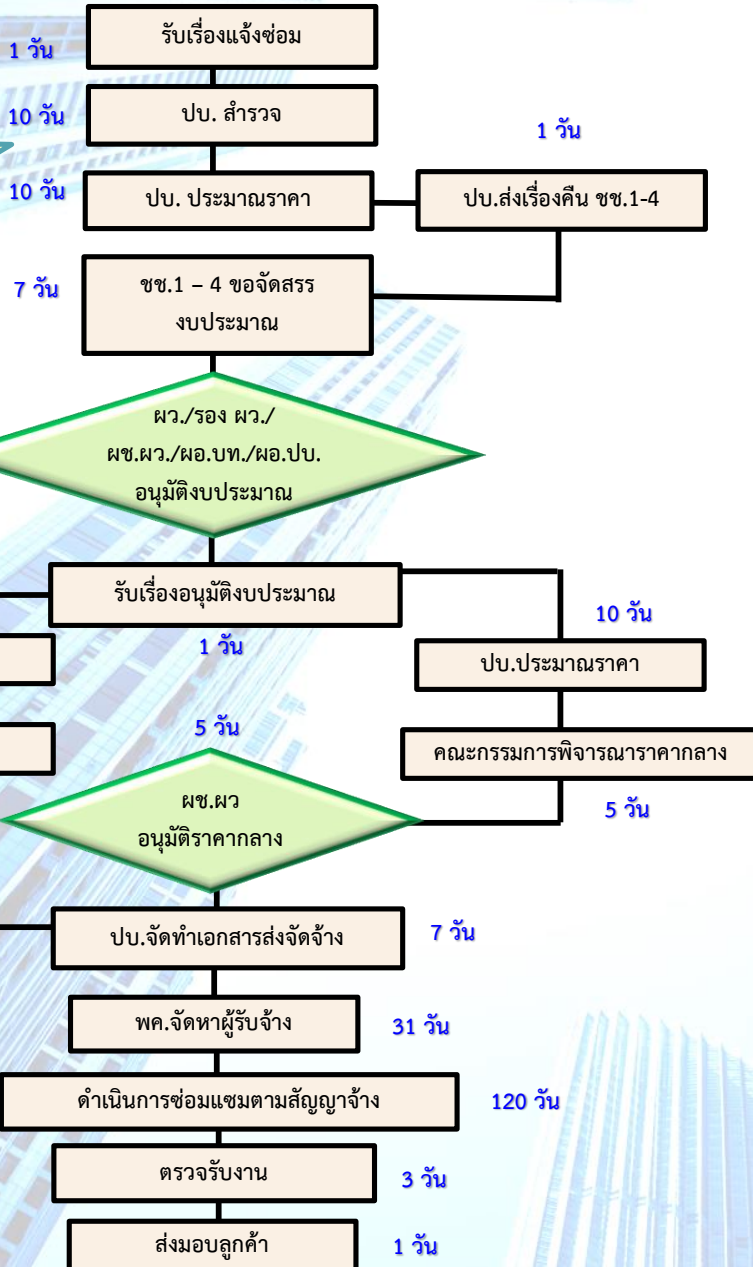 รับเรื่องแจ้งซ่อม
1 วัน
ปบ. สำรวจ
10 วัน
1 วัน
ปบ. ประมาณราคา
10 วัน
ปบ.ส่งเรื่องคืน ชช.1-4
7 วัน
ชช.1 – 4 ขอจัดสรร
งบประมาณ
ผว./รอง ผว./
ผช.ผว./ผอ.บท./ผอ.ปบ.
อนุมัติงบประมาณ
รับเรื่องอนุมัติงบประมาณ
1 วัน
10 วัน
ปบ.ประมาณราคา
5 วัน
คณะกรรมการพิจารณาราคากลาง
5 วัน
ผช.ผว
อนุมัติราคากลาง
ปบ.จัดทำเอกสารส่งจัดจ้าง
7 วัน
พค.จัดหาผู้รับจ้าง
31 วัน
ดำเนินการซ่อมแซมตามสัญญาจ้าง
120 วัน
ตรวจรับงาน
3 วัน
ส่งมอบลูกค้า
1 วัน